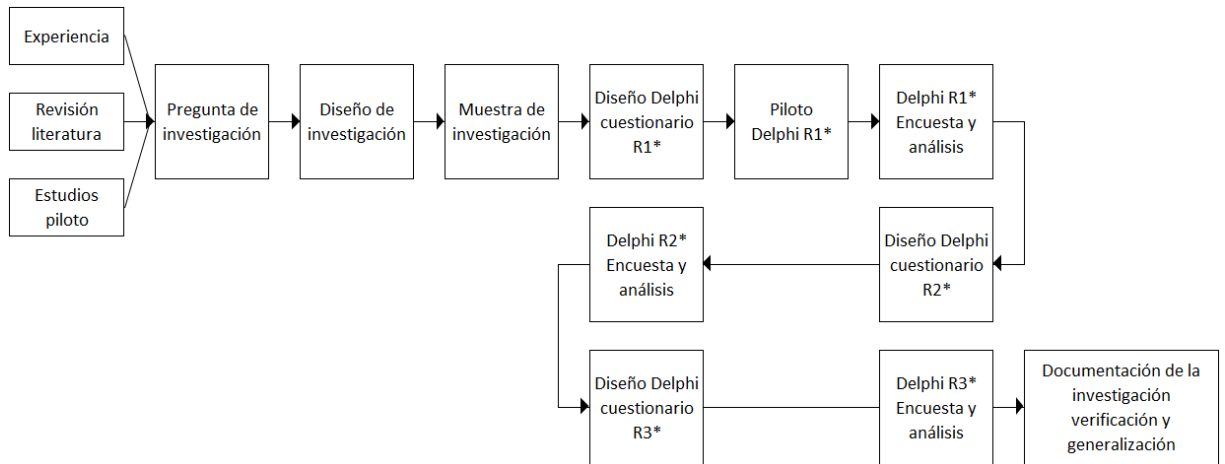 Experiencia
Revisión
literatura
Estudios
piloto
Pregunta de
investigación
Diseño de
investigación
Muestra de
investigación
Diseño Delphi
cuestionario
R1*
Piloto
Delphi R1*
Delphi R1*
Encuesta y
análisis
Diseño Delphi
cuestionario
R2*
Delphi R2*
Encuesta y
análisis
Diseño Delphi
cuestionario
R3*
Delphi R3*
Encuesta y
análisis
Documentación de la
investigación
verificación y
generalización